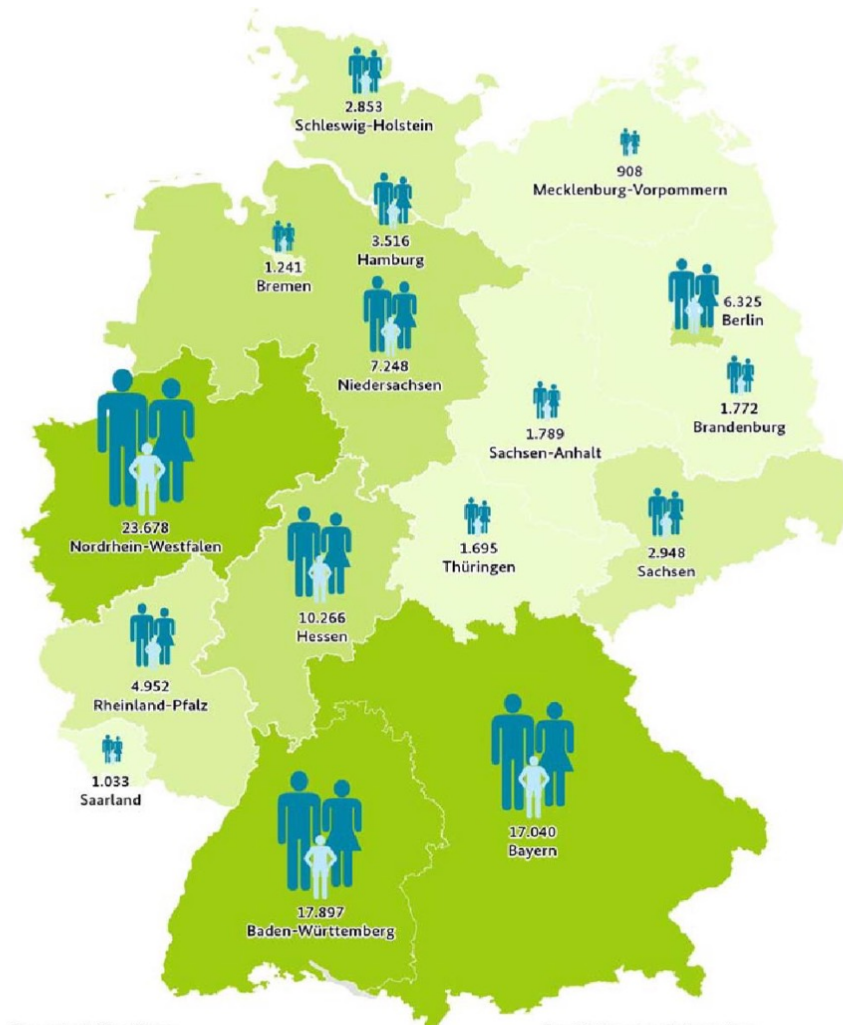 2.853
Schleswig-Holstein
908
Mecklenburg-Vorpommern
3.516
Hamburg
1.241
Bremen
6.325
Berlin
7.248
Niedersachsen
1.772
Brandenburg
1.789
Sachsen-Anhalt
23.678
Nordrhein-Westfalen
1.695
Thüringen
2.948
Sachsen
10.266
Hessen
4.952
Rheinland-Pfalz
1.033
Saarland
17.040
Bayern
17.897
Baden-Württemberg